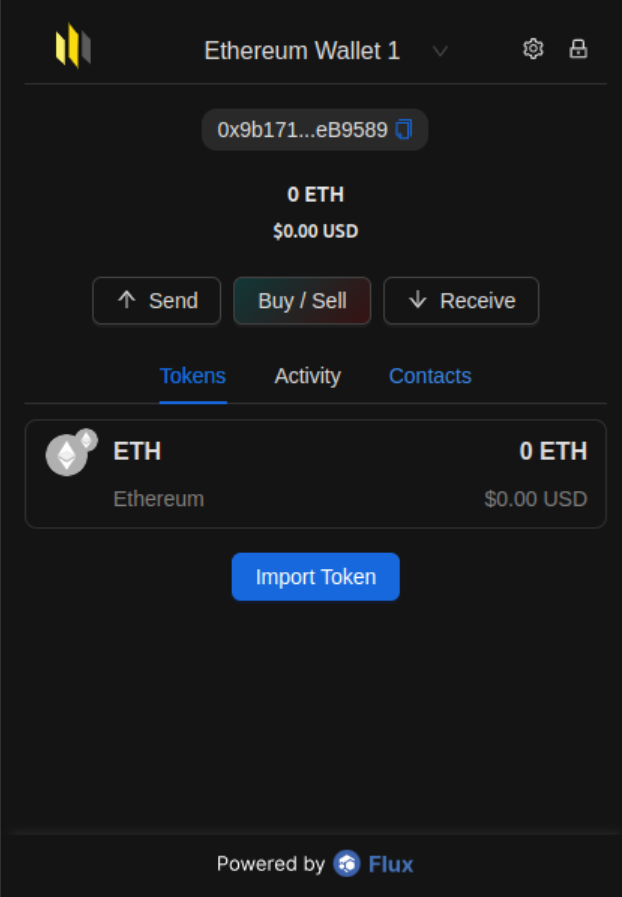 Ethereum Wallet 1
0x9b171...eB9589
0 ETH
$0.00 USD
Send Buy / Sell Receive
Tokens Activity Contacts
ETH 0 ETH
Ethereum $0.00 USD
Import Token
Powered by Flux